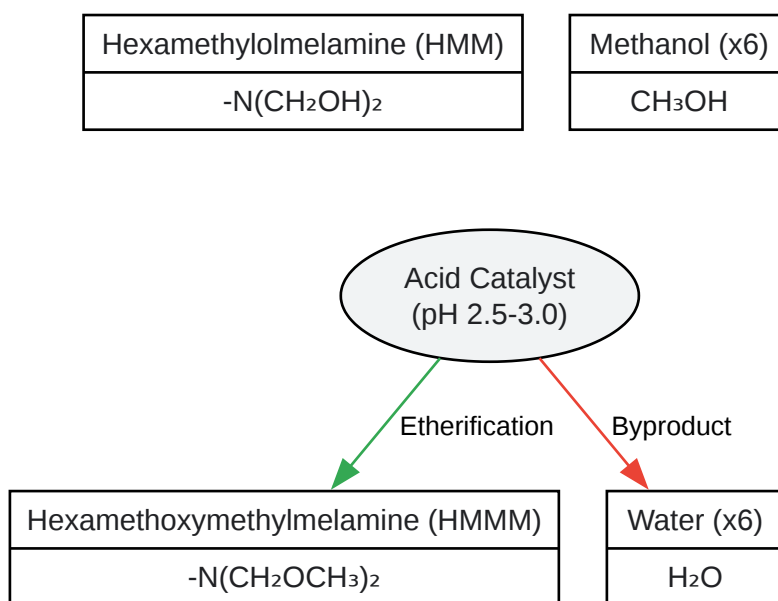 Hexamethylolmelamine (HMM)
-N(CH₂OH)₂
Methanol (x6)
CH₃OH
Acid Catalyst
(pH 2.5-3.0)
Etherification
Byproduct
Hexamethoxymethylmelamine (HMMM)
-N(CH₂OCH₃)₂
Water (x6)
H₂O